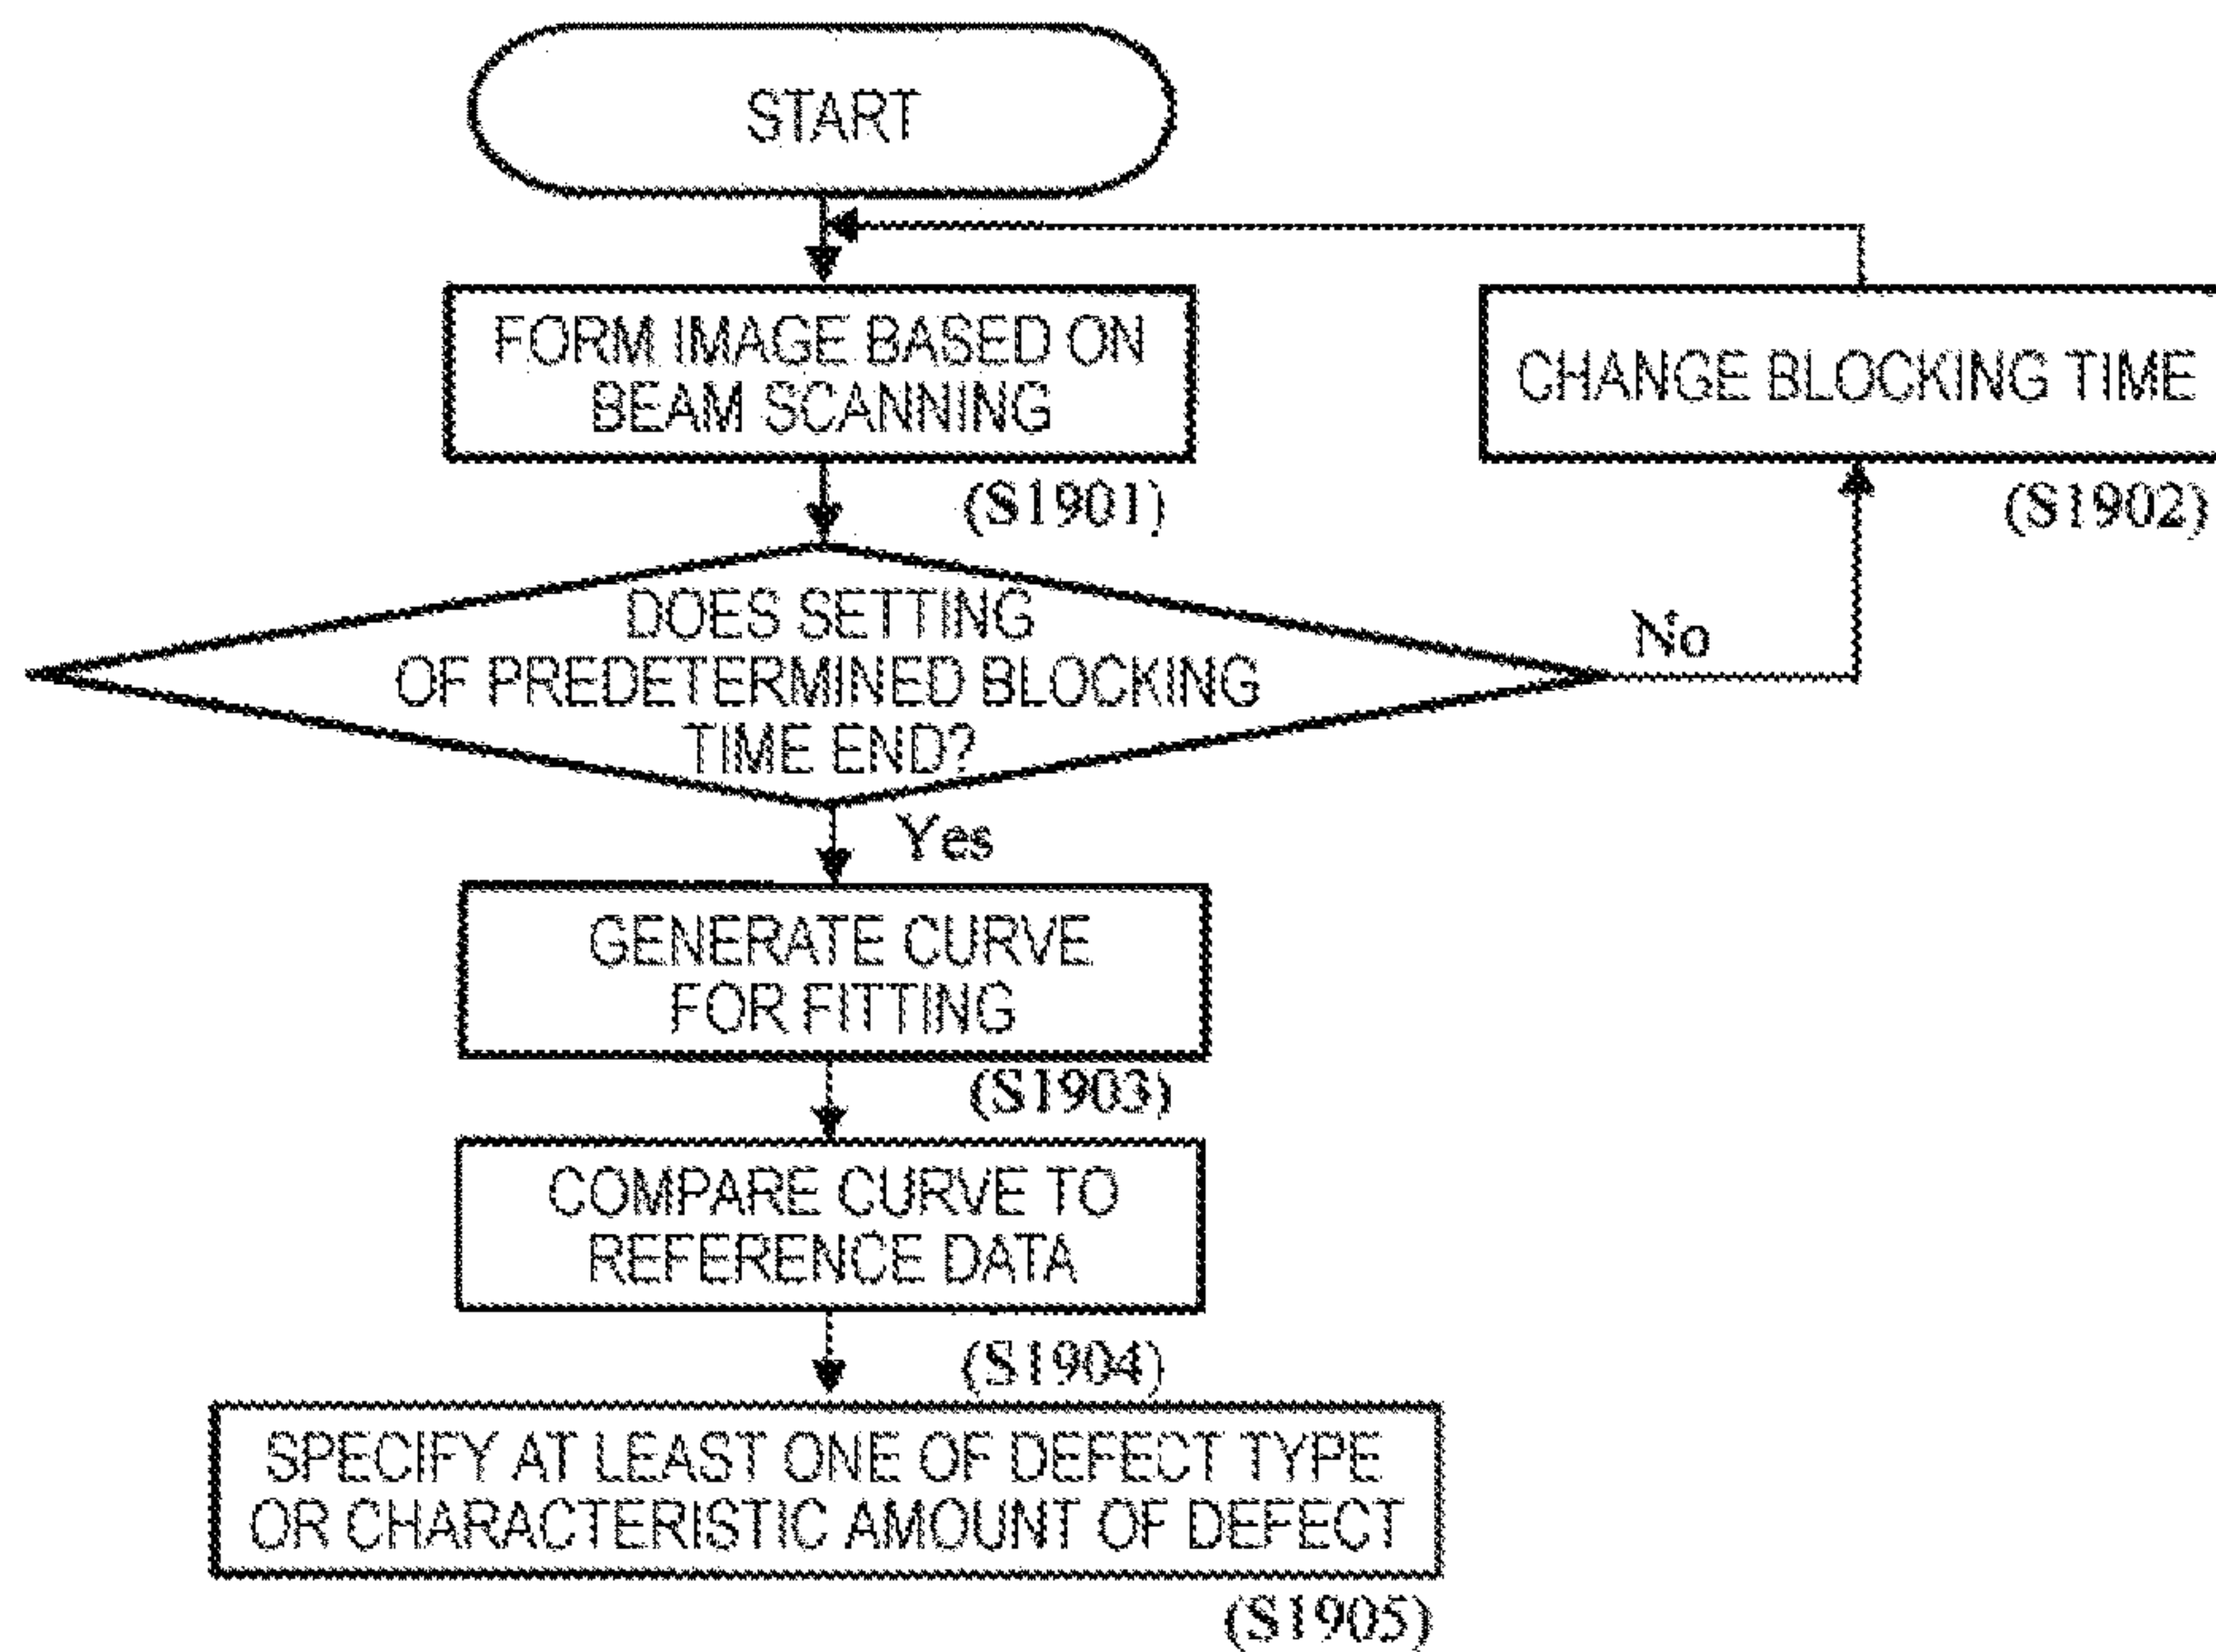 START
FORM IMAGE BASED ON
BEAM SCANNING
(S1901)
CHANGE BLOCKING TIME
(S1902)
DOES SETTING
OF PREDETERMINED BLOCKING
TIME END?
No
Yes
GENERATE CURVE
FOR FITTING
(S1903)
COMPARE CURVE TO
REFERENCE DATA
(S1904)
SPECIFY AT LEAST ONE OF DEFECT TYPE
OR CHARACTERISTIC AMOUNT OF DEFECT
(S1905)